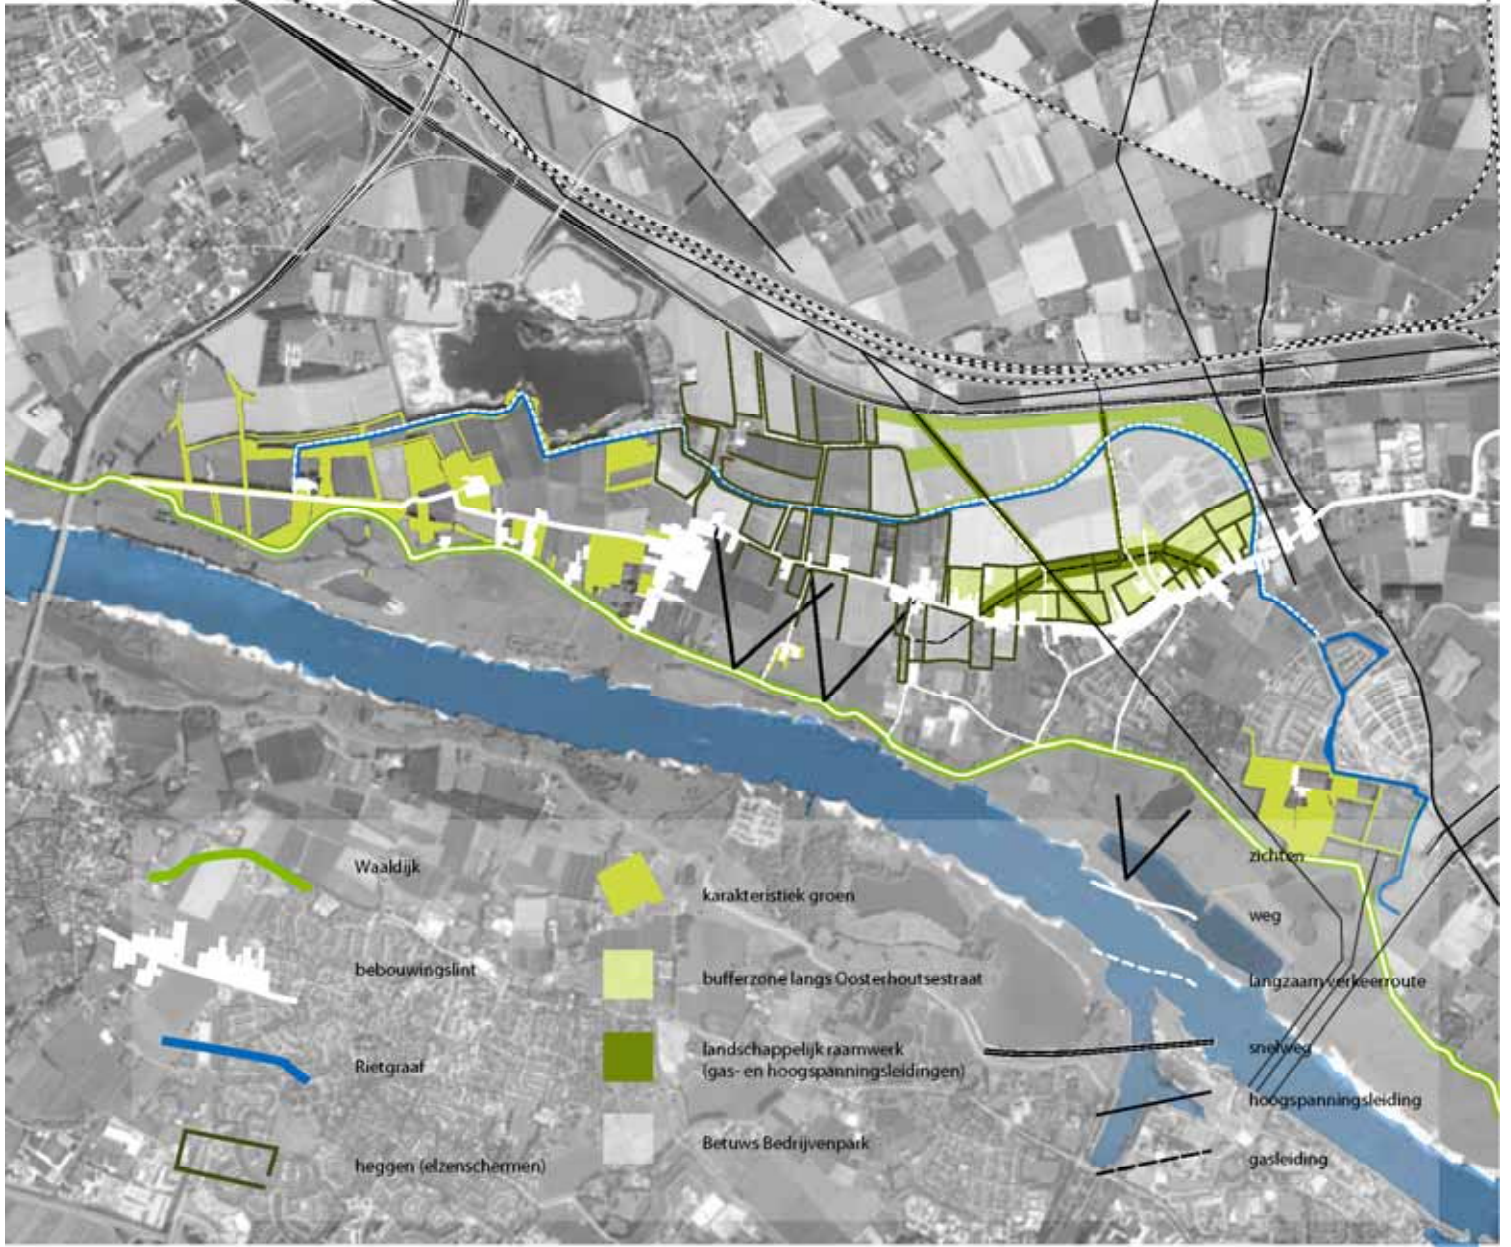 Waaldijk
bebouwingslint
Rietgraaf
heggen (elzenschermen)
karakteristiek groen
bufferzone langs Oosterhoutsestraat
landschappelijk raamwerk
(gas- en hoogspanningsleidingen)
Betuws Bedrijvenpark
zichten
weg
langzaam verkeerroute
snelweg
hoogspanningsleiding
gasleiding